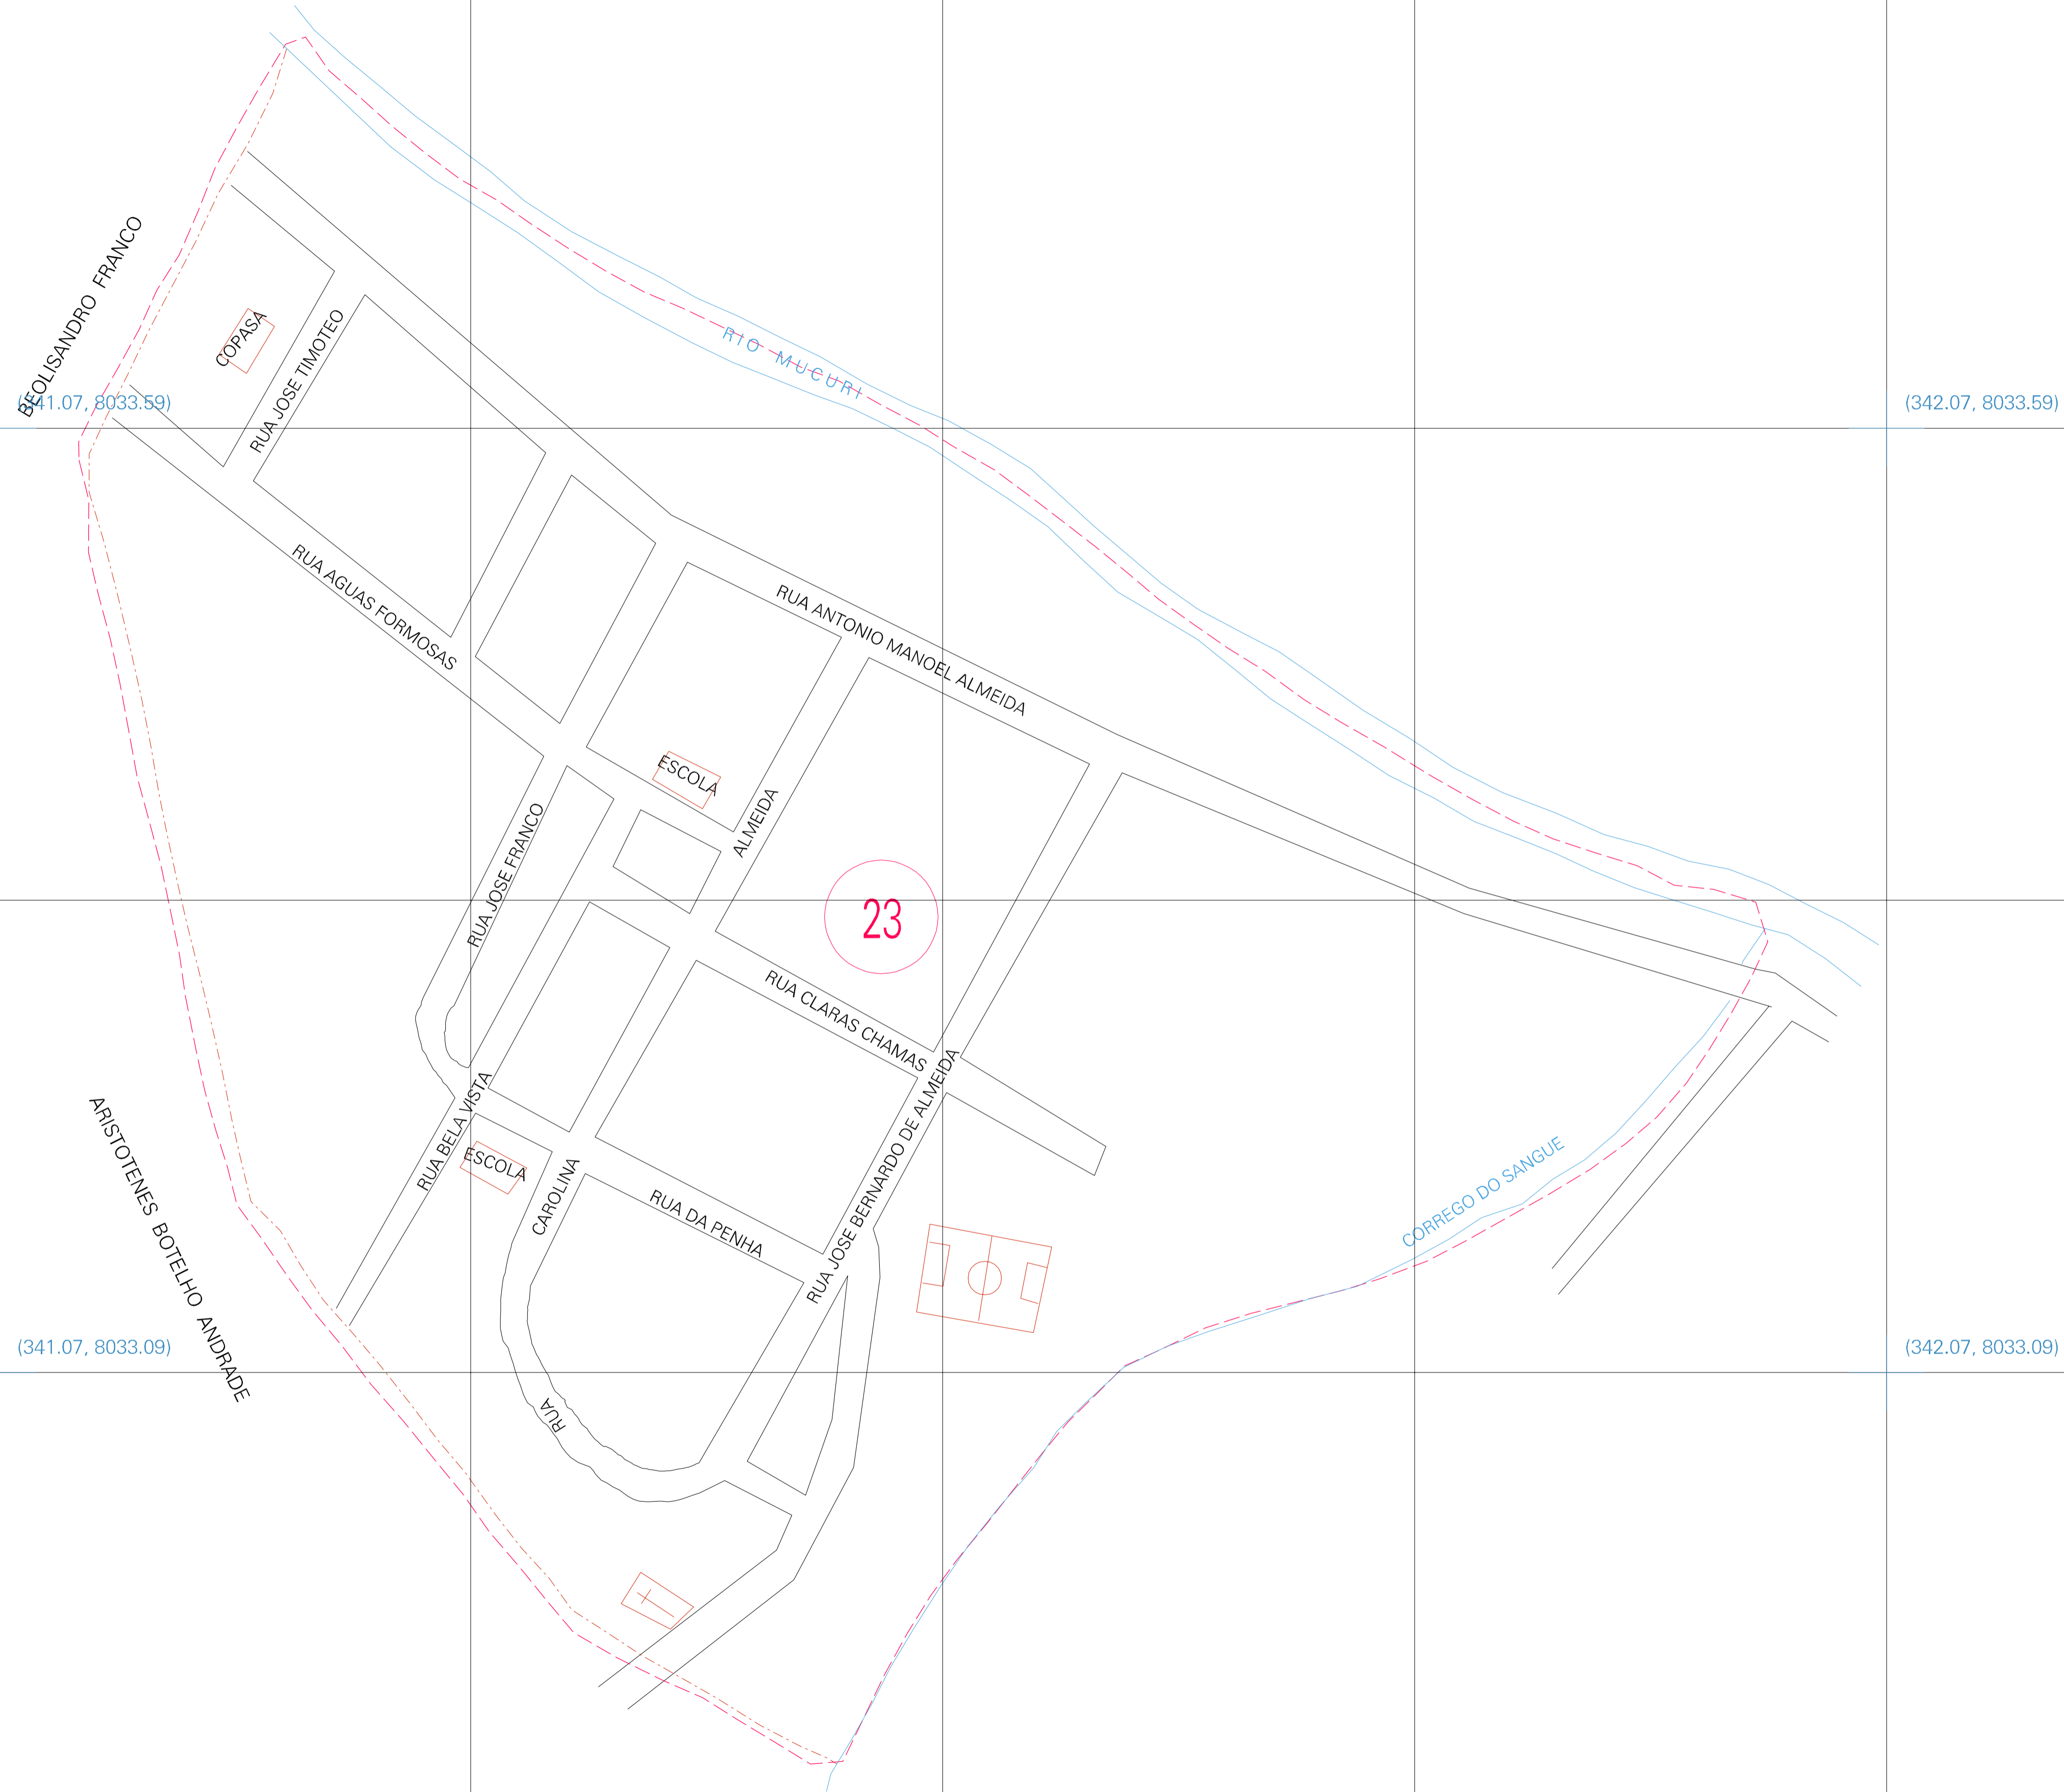 BEOLISANDRO FRANCO
COPASA
RUA JOSE TIMOTEO
RIO MUCURI
(341.07, 8033.59)
(342.07, 8033.59)
RUA AGUAS FORMOSAS
RUA ANTONIO MANOEL ALMEIDA
ESCOLA
ALMEIDA
RUA JOSE FRANCO
23
RUA CLARAS CHAMAS
RUA BELA VISTA
ESCOLA
CAROLINA
RUA DA PENHA
RUA JOSE BERNARDO DE ALMEIDA
CORREGO DO SANGUE
ARISTOTENES BOTELHO ANDRADE
(341.07, 8033.09)
(342.07, 8033.09)
RUA